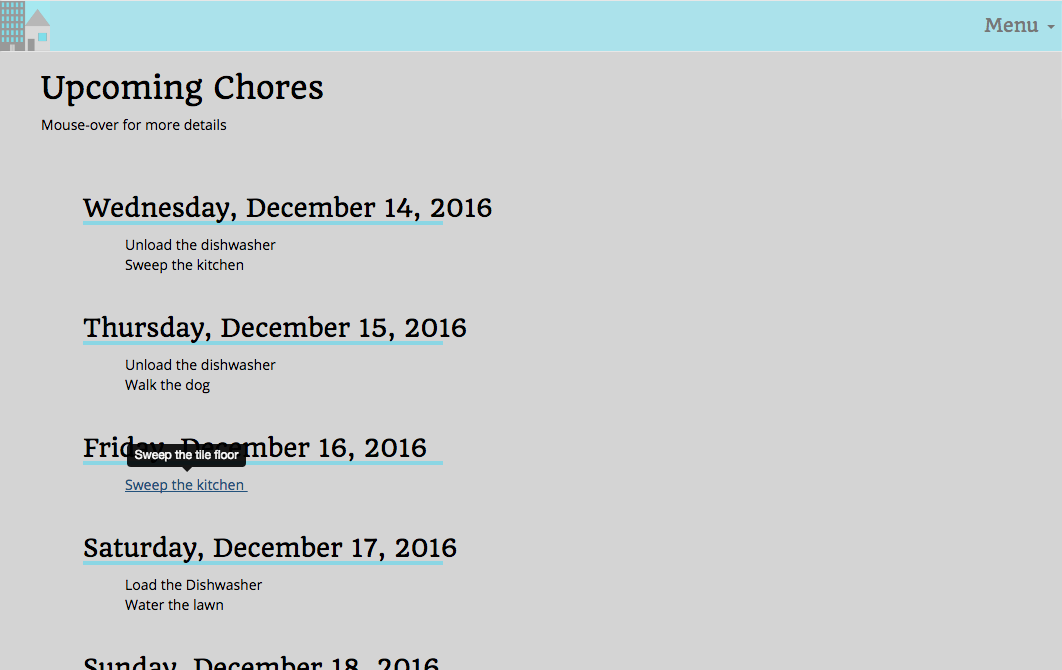 Menu
Upcoming Chores
Mouse-over for more details
Wednesday, December 14, 2016
Unload the dishwasher
Sweep the kitchen
Thursday, December 15, 2016
Unload the dishwasher
Walk the dog
Friday, December 16, 2016
Sweep the tile floor
Sweep the kitchen
Saturday, December 17, 2016
Load the Dishwasher
Water the lawn
Sunday, December 18, 2016